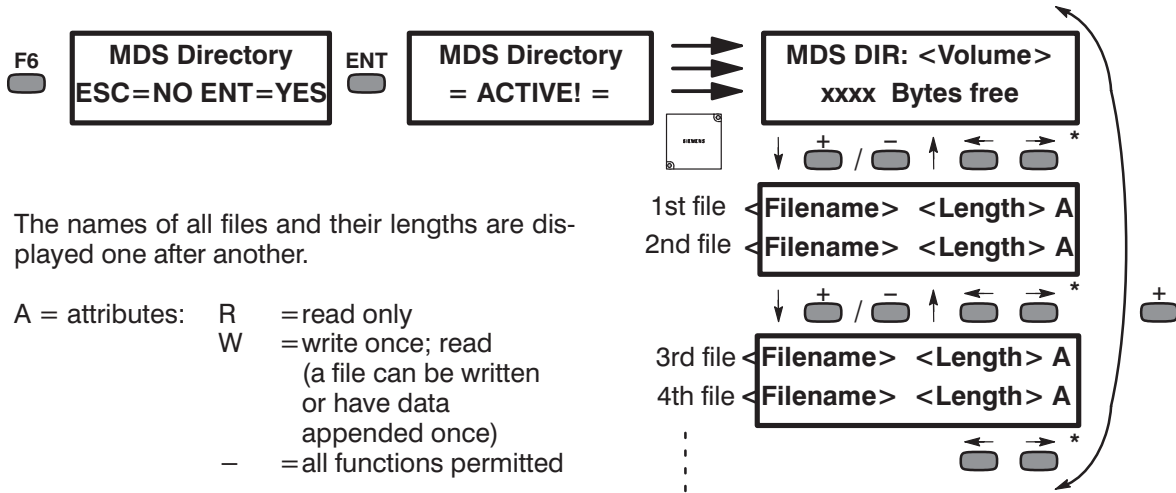 F6
MDS Directory
ESC=NO ENT=YES
ENT
MDS Directory
= ACTIVE! =
MDS DIR: <Volume>
xxxx Bytes free
SIEMENS
+ / − *
1st file <Filename> <Length> A
2nd file <Filename> <Length> A
+ / − *
+
3rd file <Filename> <Length> A
4th file <Filename> <Length> A
*
The names of all files and their lengths are dis-
played one after another.
A = attributes: R =read only
W =write once; read
(a file can be written
or have data
appended once)
− =all functions permitted